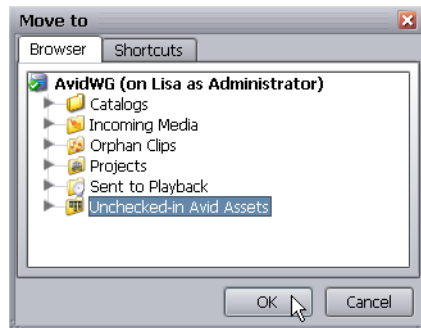 Move to
Browser Shortcuts
AvidWG (on Lisa as Administrator)
Catalogs
Incoming Media
Orphan Clips
Projects
Sent to Playback
Unchecked-in Avid Assets
OK Cancel